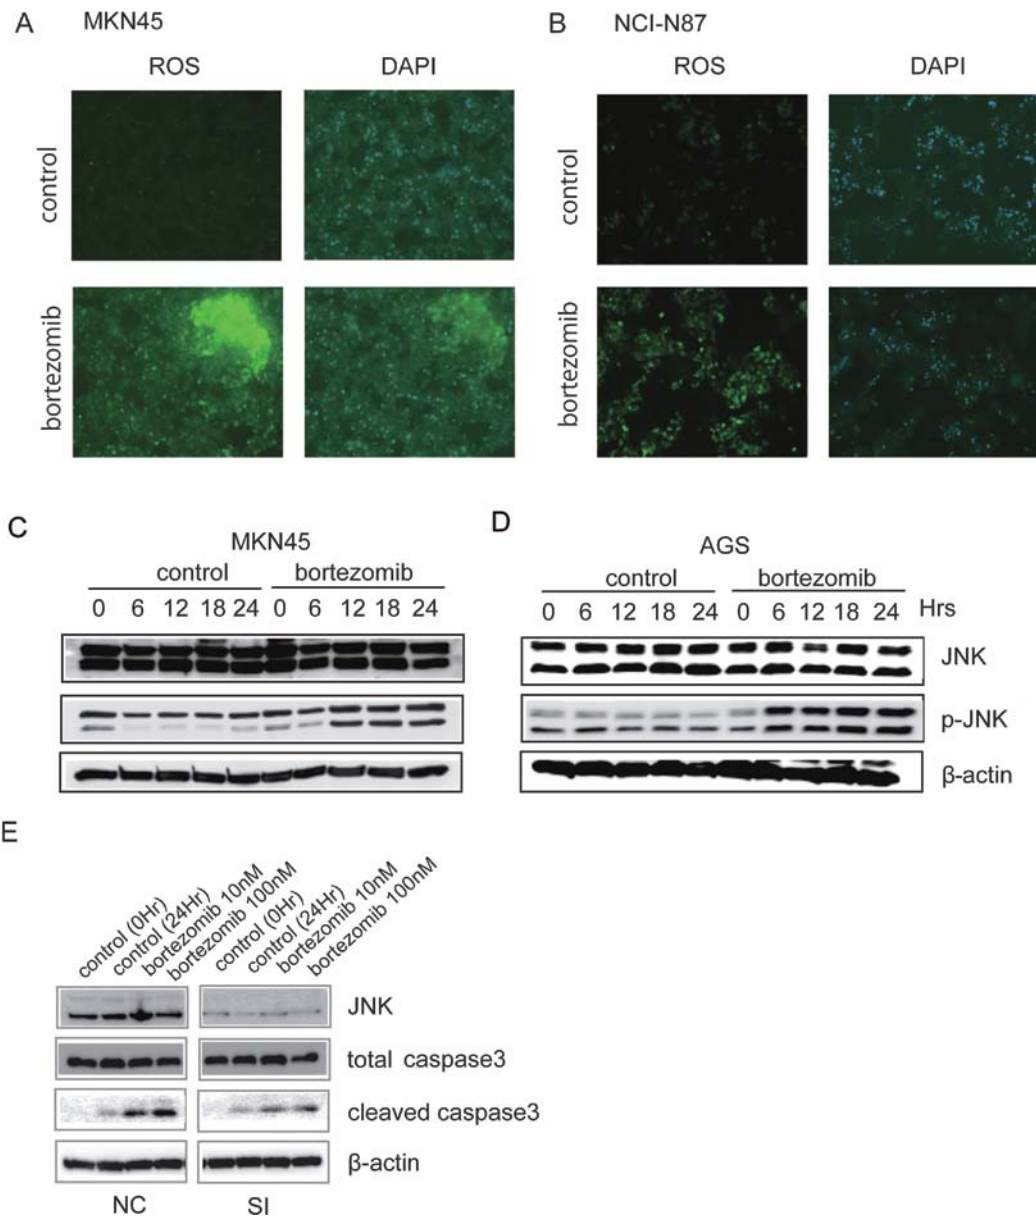 A MKN45
ROS DAPI
control
bortezomib
B NCI-N87
ROS DAPI
control
bortezomib
C MKN45
control bortezomib
0 6 12 18 24 0 6 12 18 24
D AGS
control bortezomib
0 6 12 18 24 0 6 12 18 24 Hrs
JNK
p-JNK
β-actin
E
control (0Hr)
control (24Hr)
bortezomib 10nM
bortezomib 100nM
control (0Hr)
control (24Hr)
bortezomib 10nM
bortezomib 100nM
JNK
total caspase3
cleaved caspase3
β-actin
NC SI